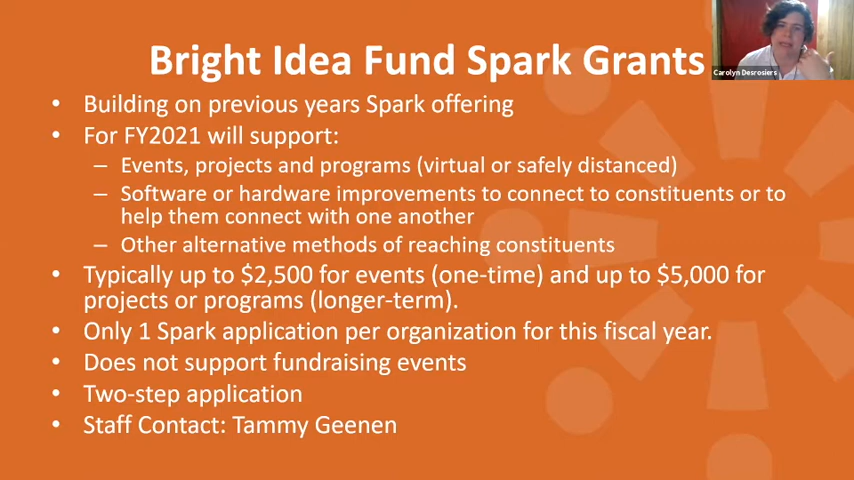 Bright Idea Fund Spark Grants
Carolyn Desrosiers
• Building on previous years Spark offering
• For FY2021 will support:
– Events, projects and programs (virtual or safely distanced)
– Software or hardware improvements to connect to constituents or to
help them connect with one another
– Other alternative methods of reaching constituents
• Typically up to $2,500 for events (one-time) and up to $5,000 for
projects or programs (longer-term).
• Only 1 Spark application per organization for this fiscal year.
• Does not support fundraising events
• Two-step application
• Staff Contact: Tammy Geenen